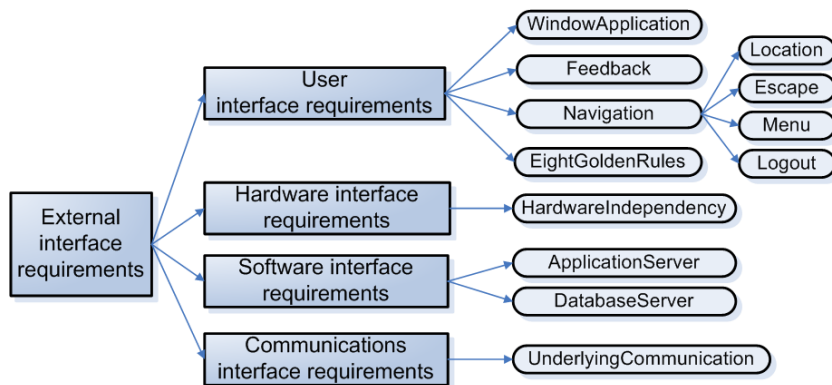 External
interface
requirements
User
interface requirements
WindowApplication
Feedback
Navigation
EightGoldenRules
Location
Escape
Menu
Logout
Hardware interface
requirements
HardwareIndependency
Software interface
requirements
ApplicationServer
DatabaseServer
Communications
interface requirements
UnderlyingCommunication